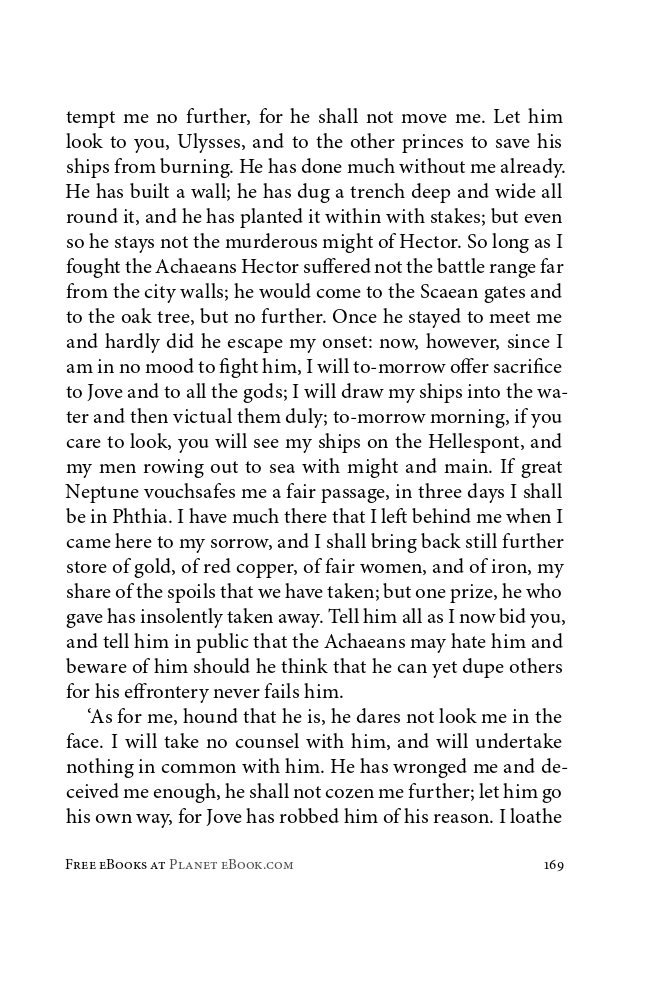 tempt me no further, for he shall not move me. Let him
look to you, Ulysses, and to the other princes to save his
ships from burning. He has done much without me already.
He has built a wall; he has dug a trench deep and wide all
round it, and he has planted it within with stakes; but even
so he stays not the murderous might of Hector. So long as I
fought the Achaeans Hector suffered not the battle range far
from the city walls; he would come to the Scaean gates and
to the oak tree, but no further. Once he stayed to meet me
and hardly did he escape my onset: now, however, since I
am in no mood to fight him, I will to-morrow offer sacrifice
to Jove and to all the gods; I will draw my ships into the wa-
ter and then victual them duly; to-morrow morning, if you
care to look, you will see my ships on the Hellespont, and
my men rowing out to sea with might and main. If great
Neptune vouchsafes me a fair passage, in three days I shall
be in Phthia. I have much there that I left behind me when I
came here to my sorrow, and I shall bring back still further
store of gold, of red copper, of fair women, and of iron, my
share of the spoils that we have taken; but one prize, he who
gave has insolently taken away. Tell him all as I now bid you,
and tell him in public that the Achaeans may hate him and
beware of him should he think that he can yet dupe others
for his effrontery never fails him.
‘As for me, hound that he is, he dares not look me in the
face. I will take no counsel with him, and will undertake
nothing in common with him. He has wronged me and de-
ceived me enough, he shall not cozen me further; let him go
his own way, for Jove has robbed him of his reason. I loathe
Free eBooks at Planet eBook.com
169